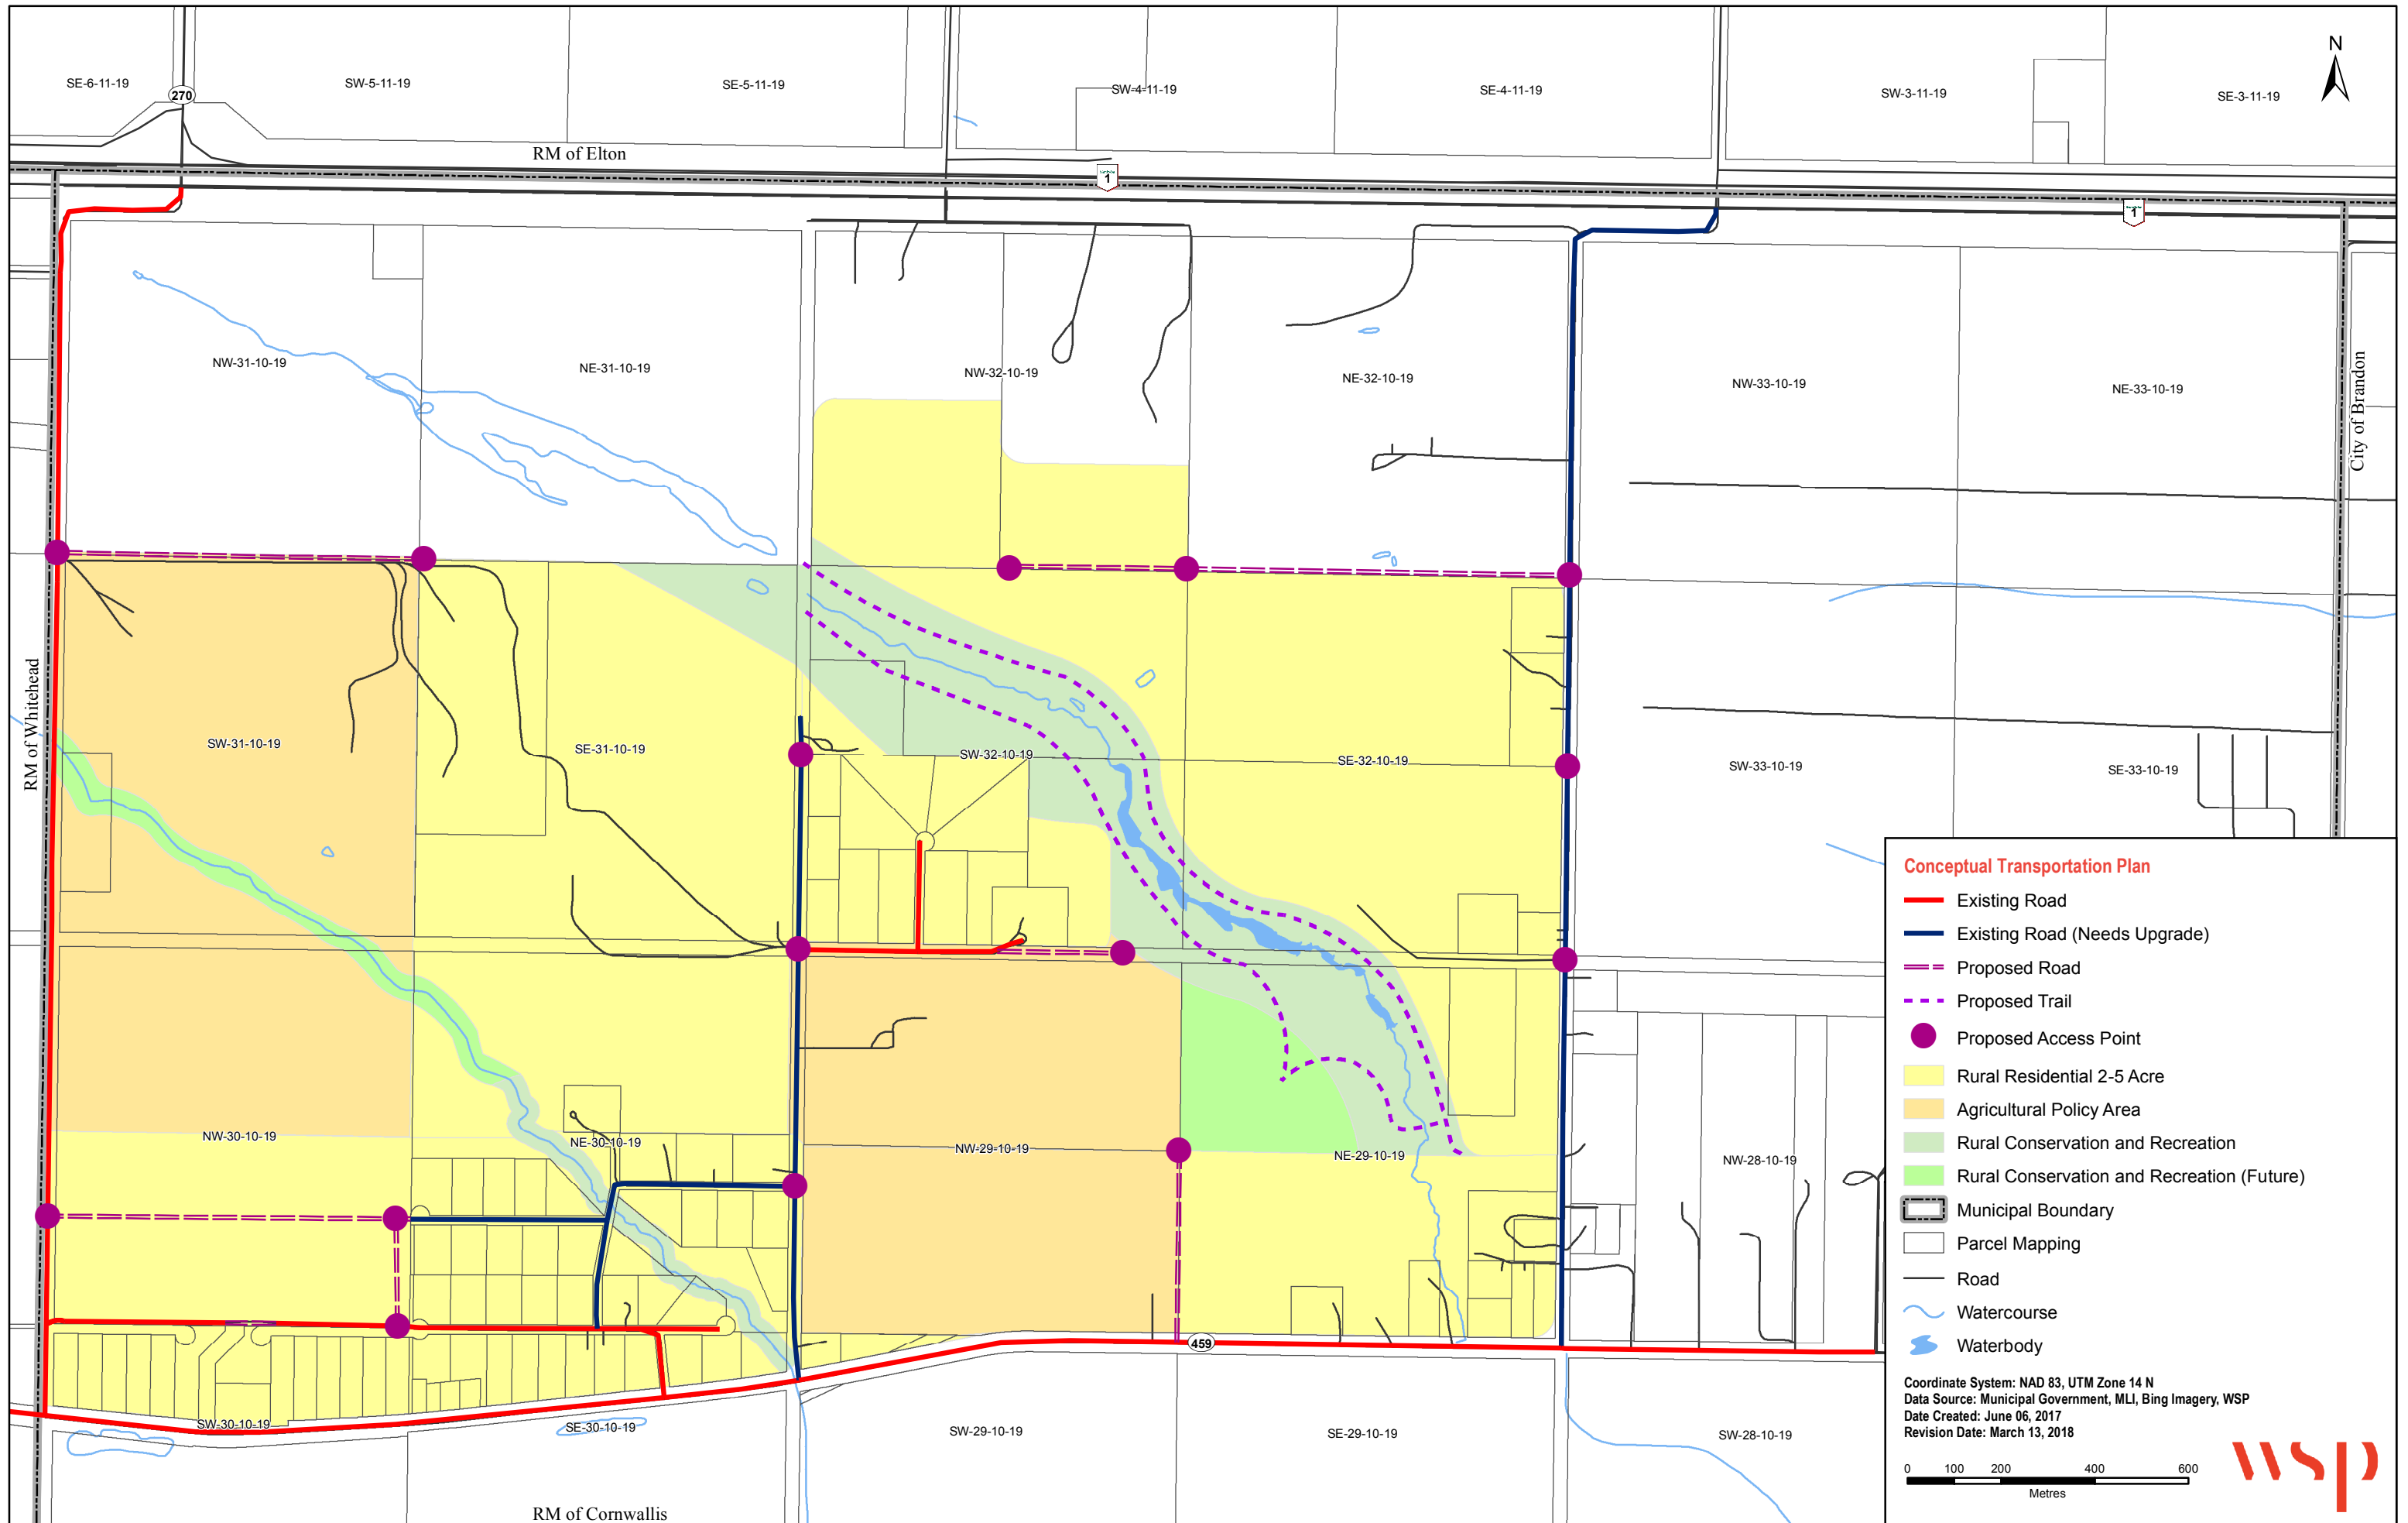 N
SE-6-11-19
270
SW-5-11-19
SE-5-11-19
SW-4-11-19
SE-4-11-19
SW-3-11-19
SE-3-11-19
RM of Elton
1
1
NW-31-10-19
NE-31-10-19
NW-32-10-19
NE-32-10-19
NW-33-10-19
NE-33-10-19
City of Brandon
RM of Whitehead
SW-31-10-19
SE-31-10-19
SW-32-10-19
SE-32-10-19
SW-33-10-19
SE-33-10-19
NW-30-10-19
NE-30-10-19
NW-29-10-19
NE-29-10-19
NW-28-10-19
459
SW-30-10-19
SE-30-10-19
SW-29-10-19
SE-29-10-19
SW-28-10-19
RM of Cornwallis
Conceptual Transportation Plan
Existing Road
Existing Road (Needs Upgrade)
Proposed Road
Proposed Trail
Proposed Access Point
Rural Residential 2-5 Acre
Agricultural Policy Area
Rural Conservation and Recreation
Rural Conservation and Recreation (Future)
Municipal Boundary
Parcel Mapping
Road
Watercourse
Waterbody
Coordinate System: NAD 83, UTM Zone 14 N
Data Source: Municipal Government, MLI, Bing Imagery, WSP
Date Created: June 06, 2017
Revision Date: March 13, 2018
0 100 200 400 600
Metres
wsp